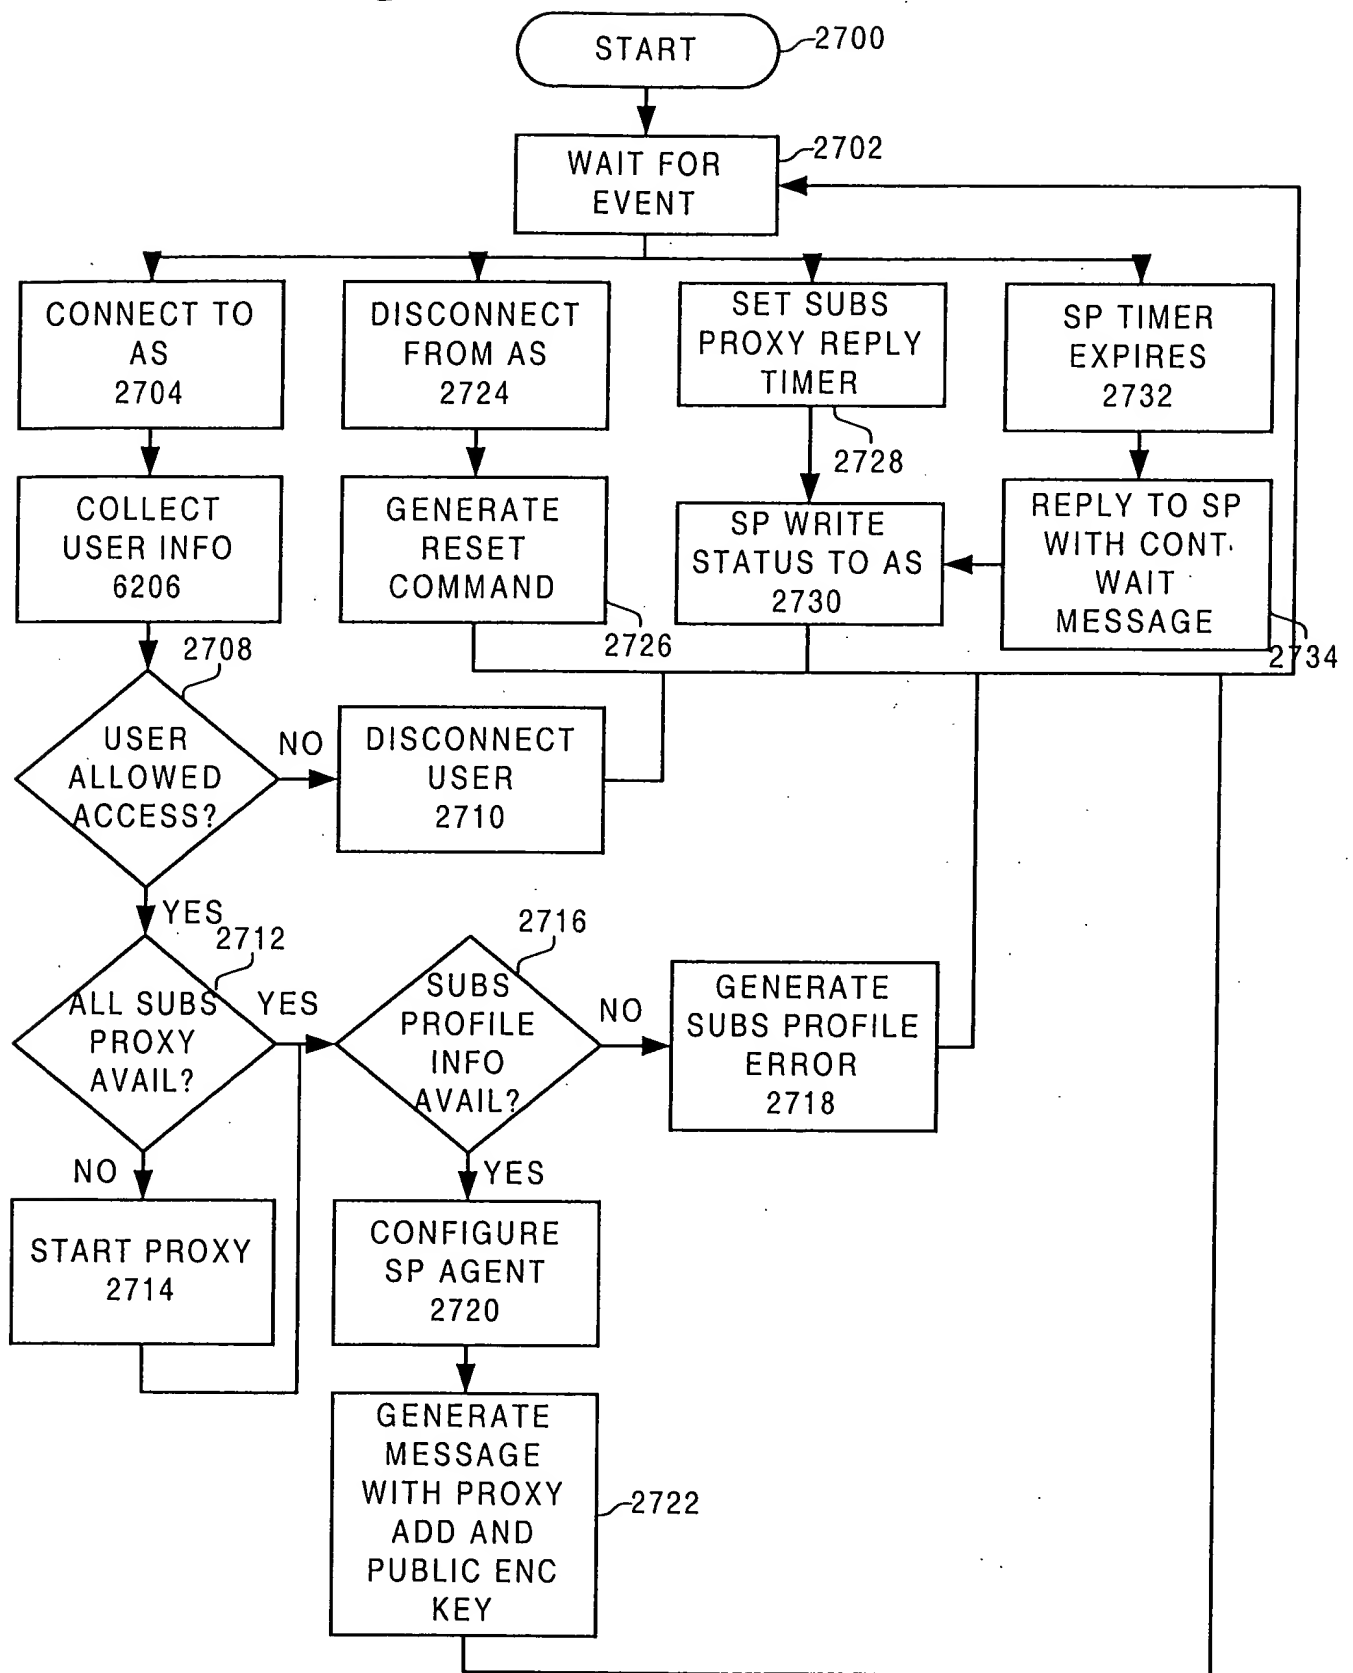 START
2700
WAIT FOR
EVENT
2702
CONNECT TO
AS
2704
DISCONNECT
FROM AS
2724
SET SUBS
PROXY REPLY
TIMER
2728
SP TIMER
EXPIRES
2732
COLLECT
USER INFO
6206
GENERATE
RESET
COMMAND
2726
SP WRITE
STATUS TO AS
2730
REPLY TO SP
WITH CONT-
WAIT
MESSAGE
2734
2708
USER
ALLOWED
ACCESS?
NO
DISCONNECT
USER
2710
YES
2712
ALL SUBS
PROXY
AVAIL?
YES
2716
SUBS
PROFILE
INFO
AVAIL?
NO
GENERATE
SUBS PROFILE
ERROR
2718
NO
START PROXY
2714
YES
CONFIGURE
SP AGENT
2720
GENERATE
MESSAGE
WITH PROXY
ADD AND
PUBLIC ENC
KEY
2722